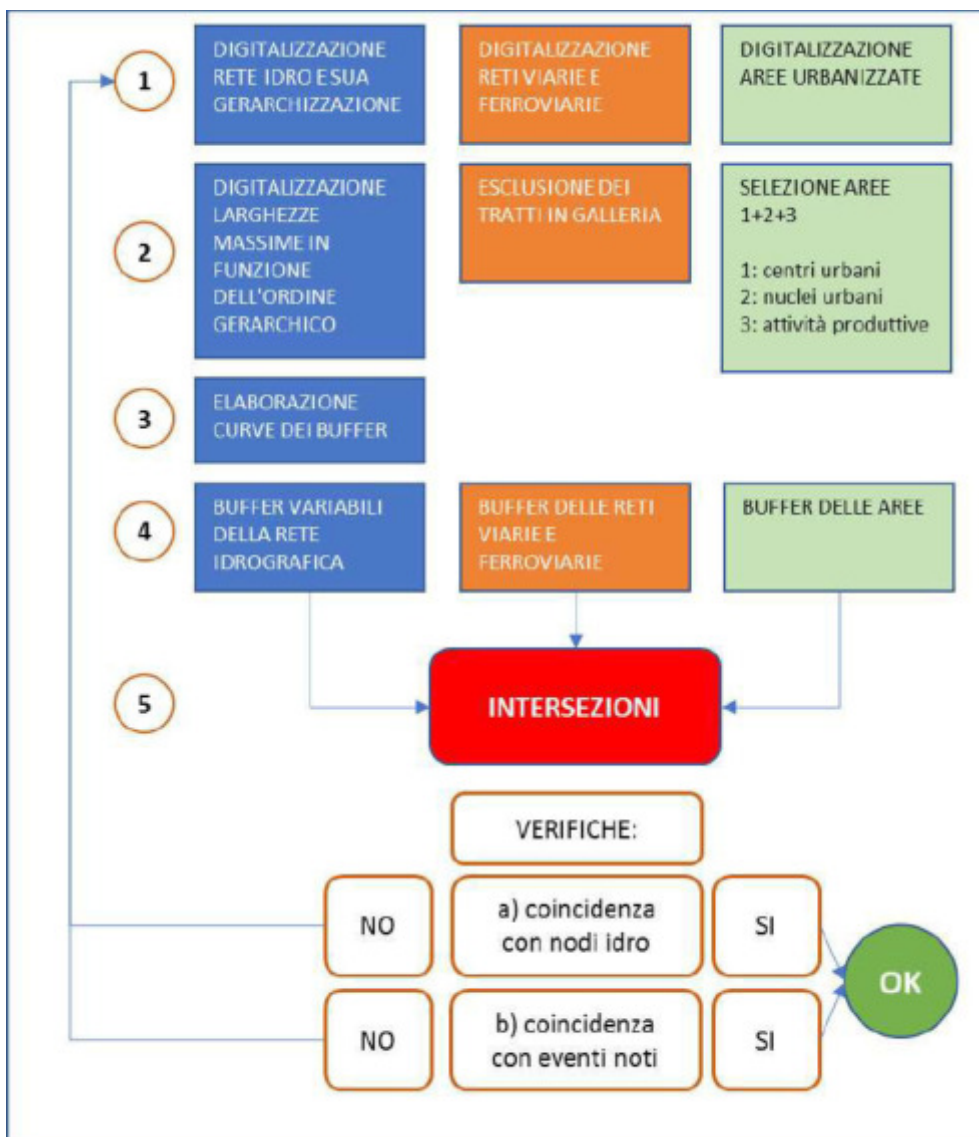 1
DIGITALIZZAZIONE
RETE IDRO E SUA
GERARCHIZZAZIONE
DIGITALIZZAZIONE
RETI VIARIE E
FERROVIARIE
DIGITALIZZAZIONE
AREE URBANIZZATE
2
DIGITALIZZAZIONE
LARGHEZZE
MASSIME IN
FUNZIONE
DELL'ORDINE
GERARCHICO
ESCLUSIONE DEI
TRATTI IN GALLERIA
SELEZIONE AREE
1+2+3
1: centri urbani
2: nuclei urbani
3: attività produttive
3
ELABORAZIONE
CURVE DEI BUFFER
4
BUFFER VARIABILI
DELLA RETE
IDROGRAFICA
BUFFER DELLE RETI
VIARIE E
FERROVIARIE
BUFFER DELLE AREE
5
INTERSEZIONI
VERIFICHE:
NO
a) coincidenza
con nodi idro
SI
OK
NO
b) coincidenza
con eventi noti
SI